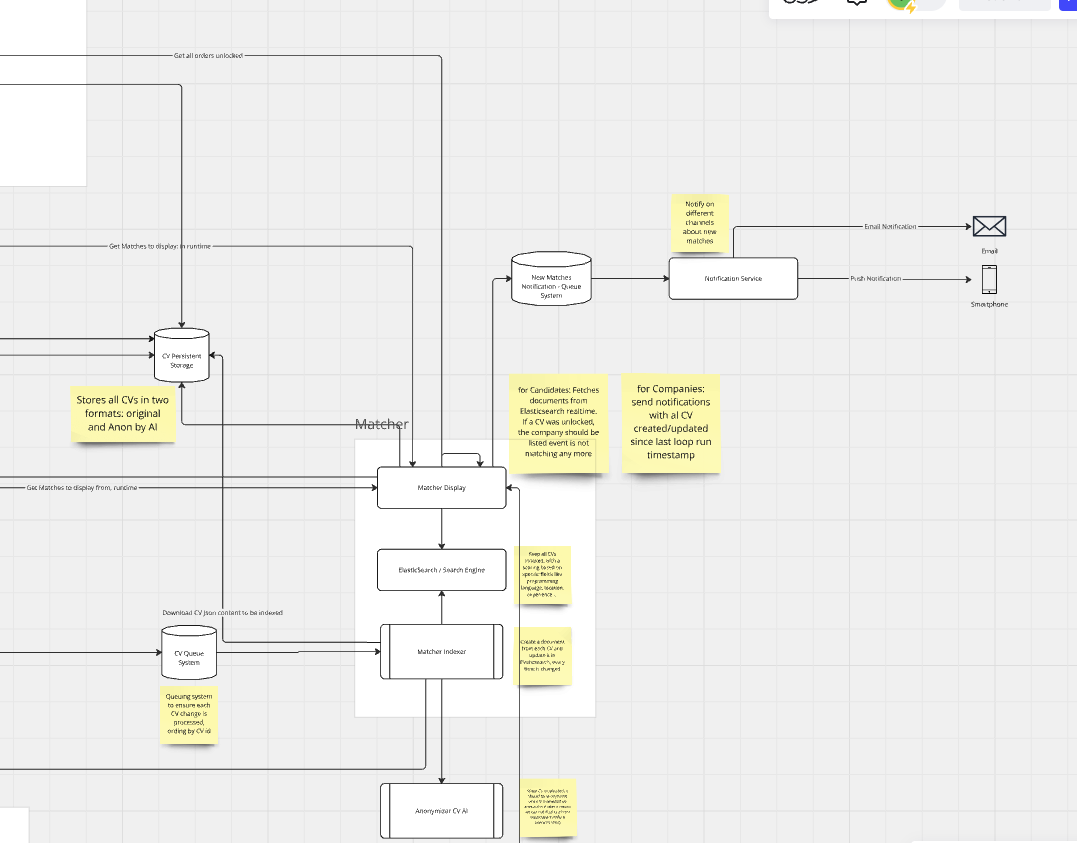 Get all orders unlocked
Notify on
different
channels
about new
matches
Email Notification
Email
Get Matches to display: in runtime
New Matches
Notification - Queue
System
Notification Service
Push Notification
Smartphone
CV Persistent
Storage
Stores all CVs in two
formats: original
and Anon by AI
for Candidates: Fetches
documents from
Elasticsearch realtime.
If a CV was unlocked,
the company should be
listed event is not
matching any more
for Companies:
send notifications
with al CV
created/updated
since last loop run
timestamp
Matcher
Matcher Display
Get Matches to display from, runtime
ElasticSearch / Search Engine
Keep all CVs
indexed, with a
scoring based on
specific fields like
programming
language, location,
experience ..
Download CV Json content to be indexed
CV Queue
System
Matcher Indexer
Create a document
from each CV and
update it in
Elasticsearch, every
time it changed
Queuing system
to ensure each
CV change is
processed,
ording by CV id
Anonymizar CV AI